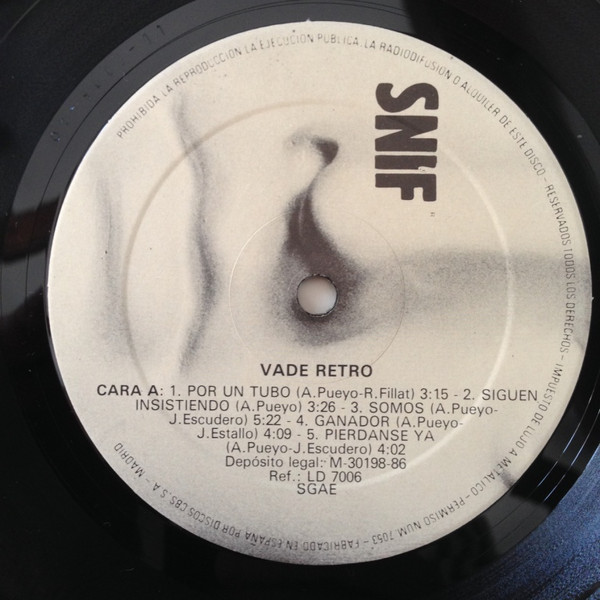 PROHIBIDA LA REPRODUCCION LA EJECUCION PUBLICA, LA RADIODIFUSION O ALQUILER DE ESTE DISCO - RESERVADOS TODOS LOS DERECHOS - IMPUESTO DE LUJO A METALICO - PERMISO NUM. 7053 - FABRICADO EN ESPAÑA POR DISCOS CBS, S.A. - MADRID
SNIF
VADE RETRO
CARA A: 1. POR UN TUBO (A.Pueyo-R.Fillat) 3:15 - 2. SIGUEN
INSISTIENDO (A.Pueyo) 3:26 - 3. SOMOS (A.Pueyo-
J.Escudero) 5:22 - 4. GANADOR (A.Pueyo-
J.Estallo) 4:09 - 5. PIERDANSE YA
(A.Pueyo-J.Escudero) 4:02
Depósito legal: M-30198-86
Ref.: LD 7006
SGAE